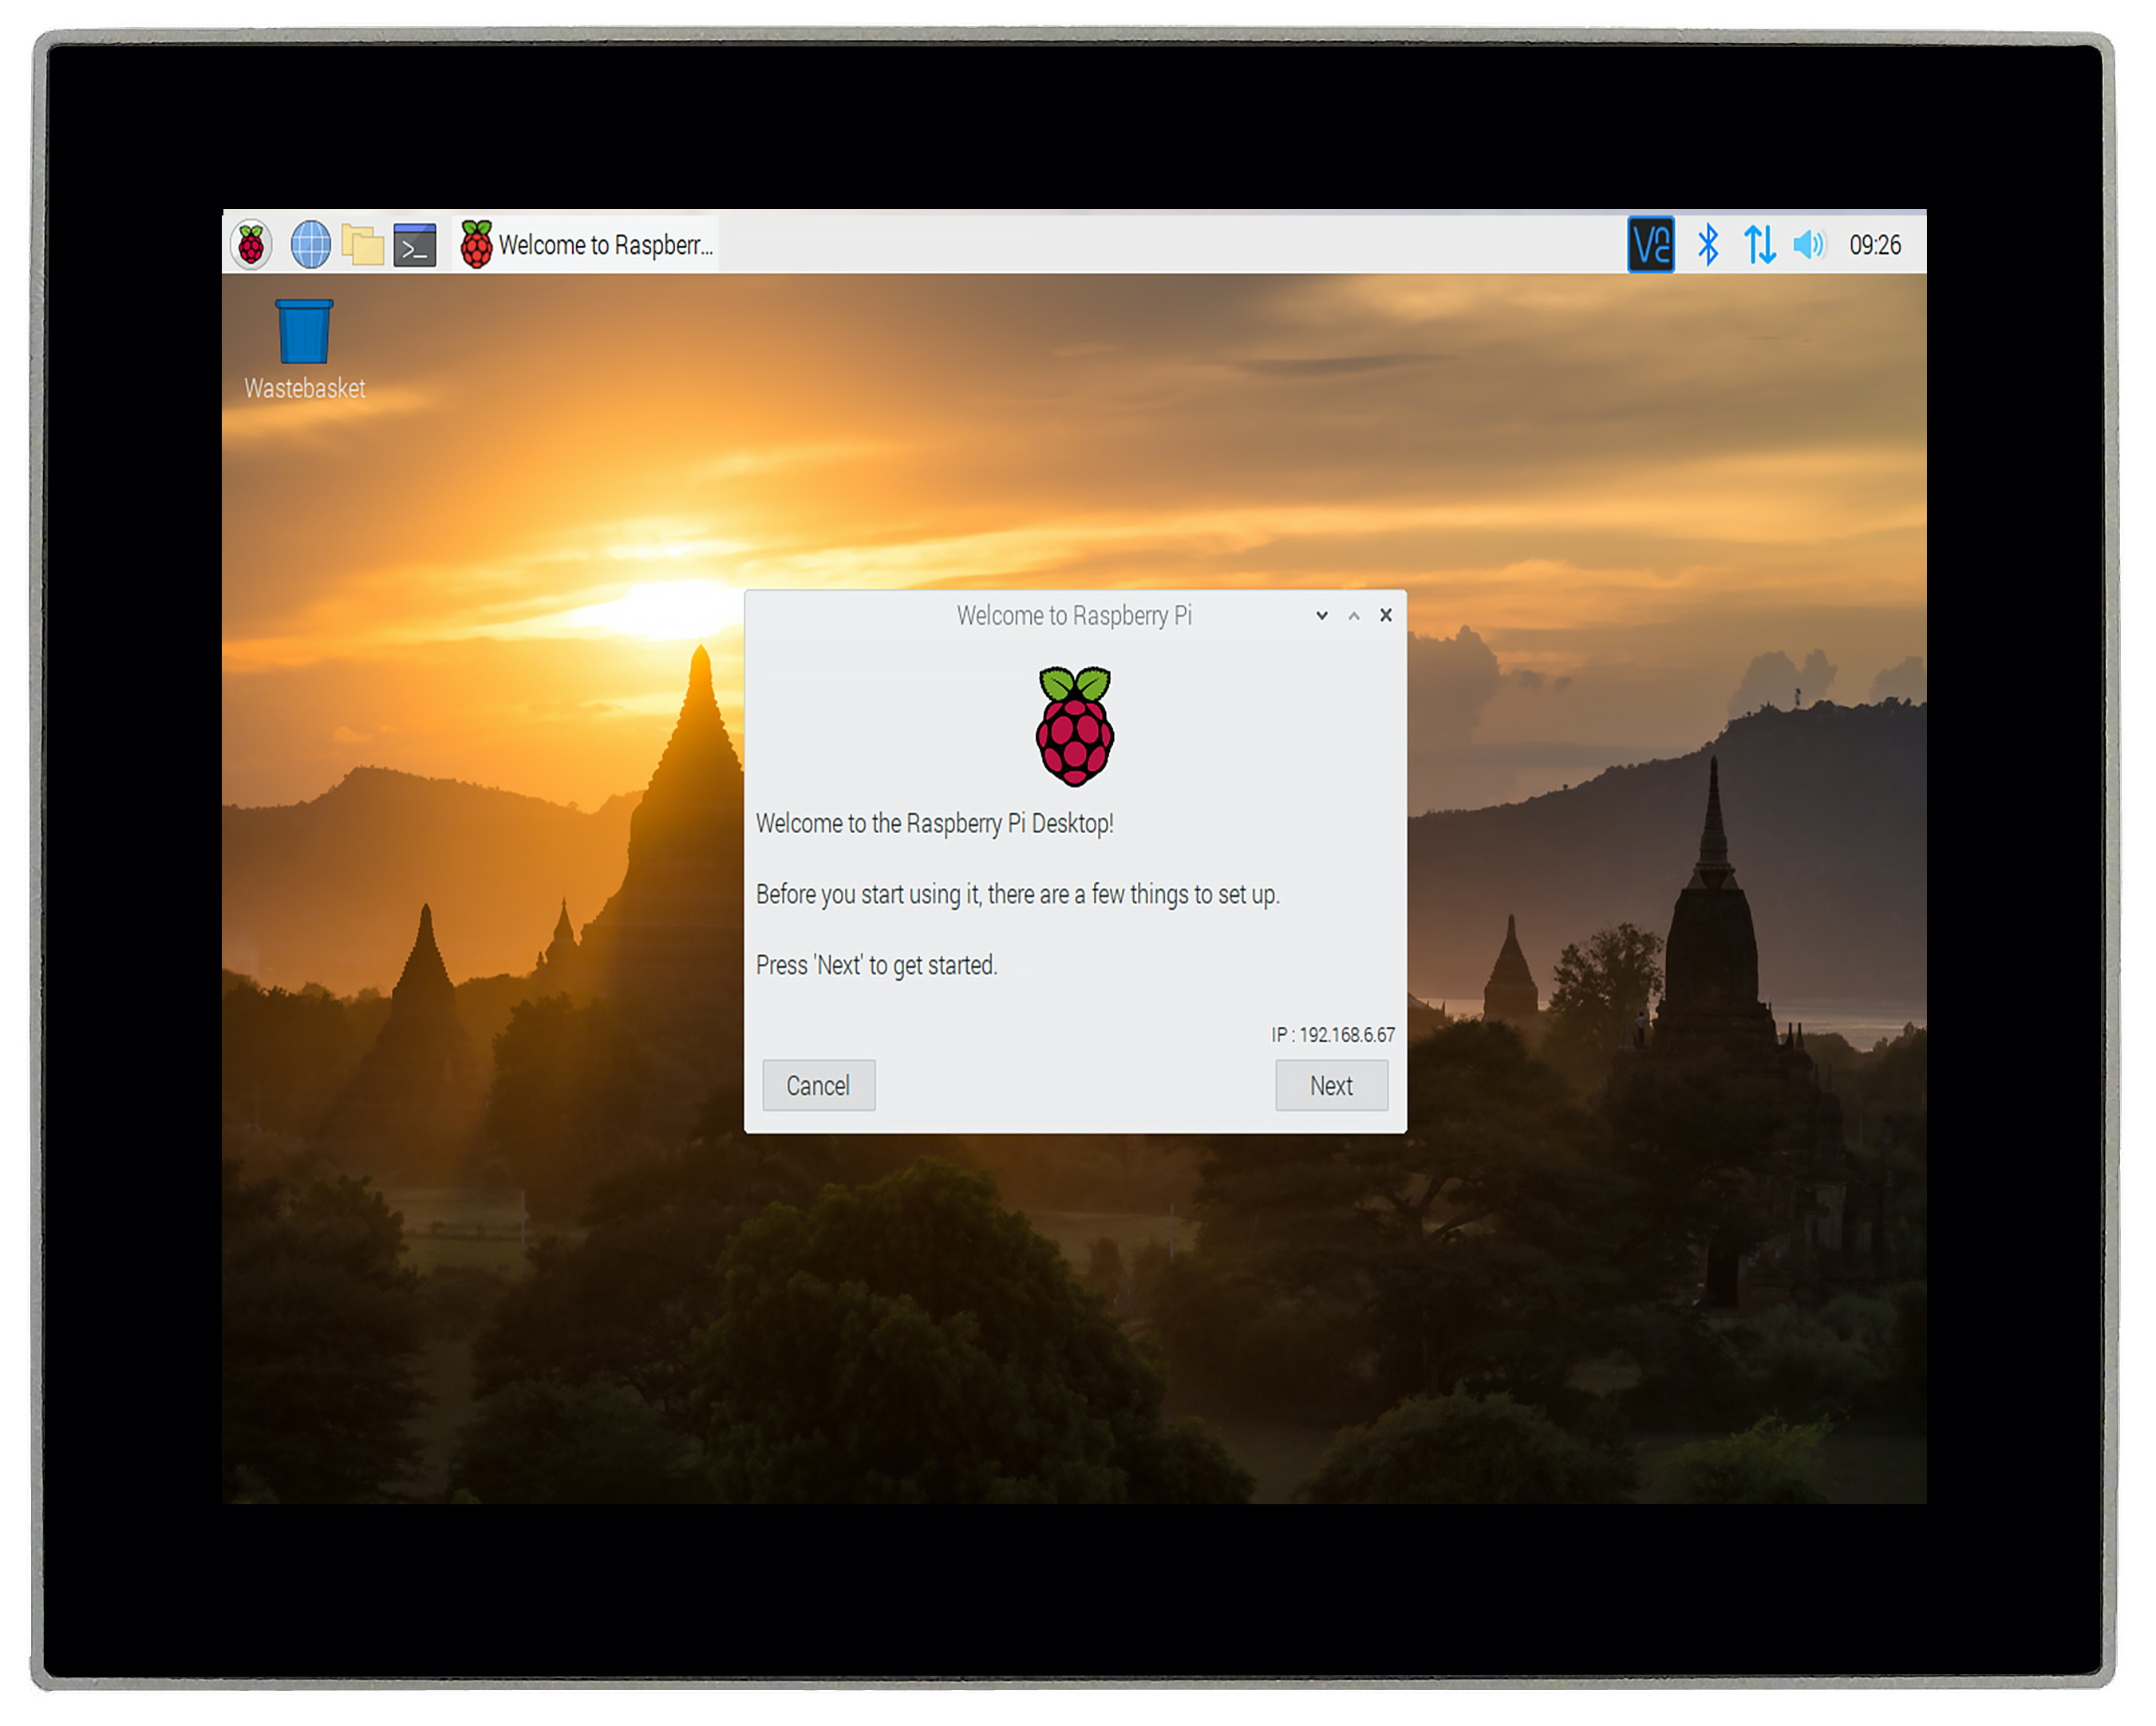 Welcome to Raspberr...
09:26
Wastebasket
Welcome to Raspberry Pi
Welcome to the Raspberry Pi Desktop!
Before you start using it, there are a few things to set up.
Press 'Next' to get started.
IP : 192.168.6.67
Cancel
Next